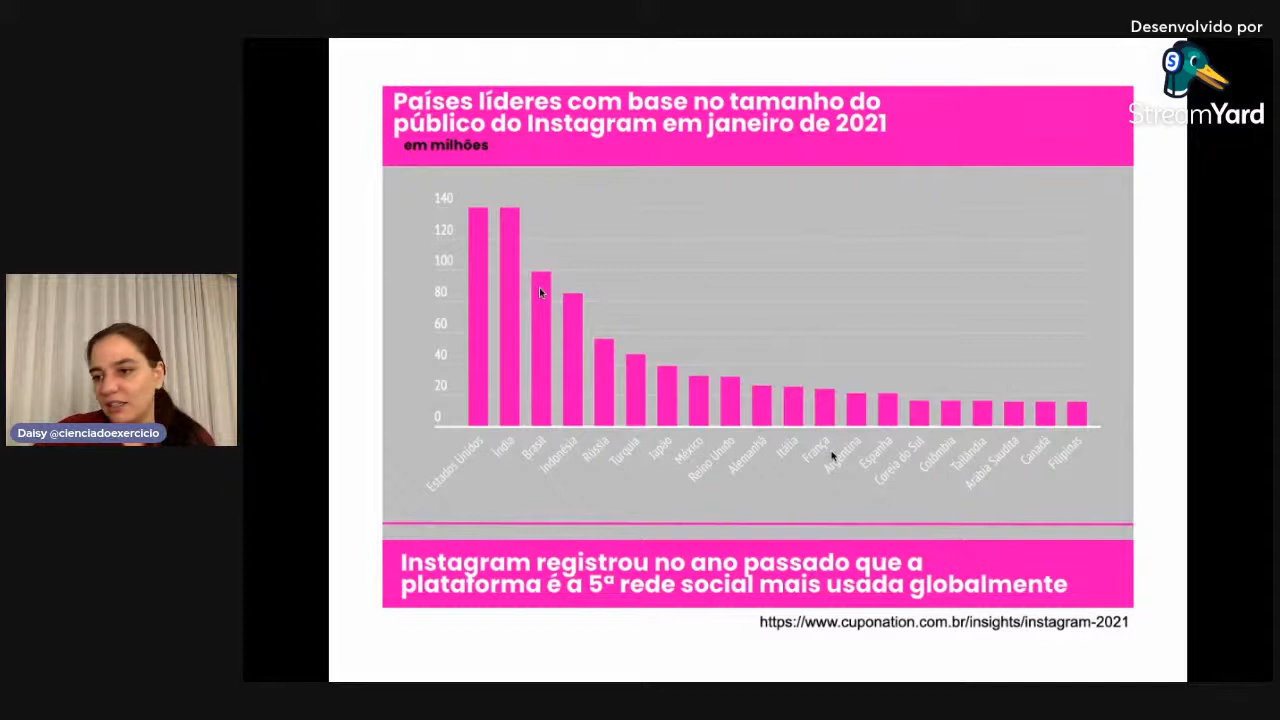 Desenvolvido por
StreamYard
Países líderes com base no tamanho do
público do Instagram em janeiro de 2021
em milhões
140
120
100
80
60
40
20
0
Estados Unidos
Índia
Brasil
Indonésia
Rússia
Turquia
Japão
México
Reino Unido
Alemanhã
Itália
França
Argentina
Espanha
Coreia do Sul
Colômbia
Tailândia
Arábia Saudita
Canadá
Filipinas
Daisy @cienciadoexercicio
Instagram registrou no ano passado que a
plataforma é a 5ª rede social mais usada globalmente
https://www.cuponation.com.br/insights/instagram-2021